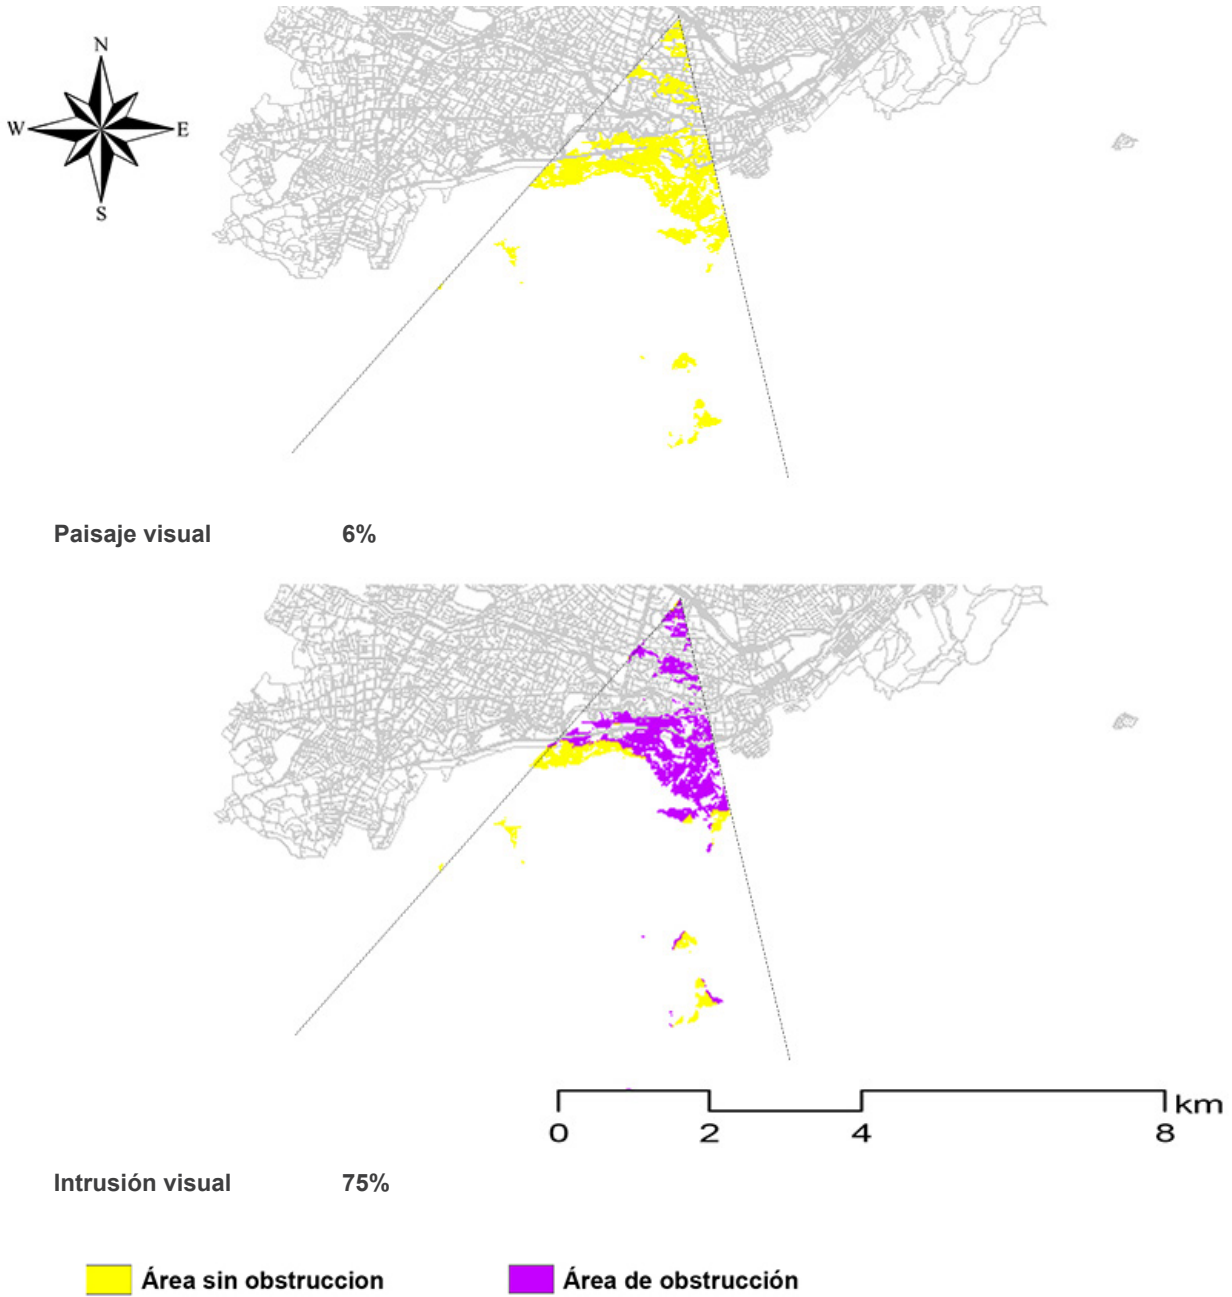 N
W E
S
Paisaje visual 6%
km
0 2 4 8
Intrusión visual 75%
Área sin obstruccion Área de obstrucción